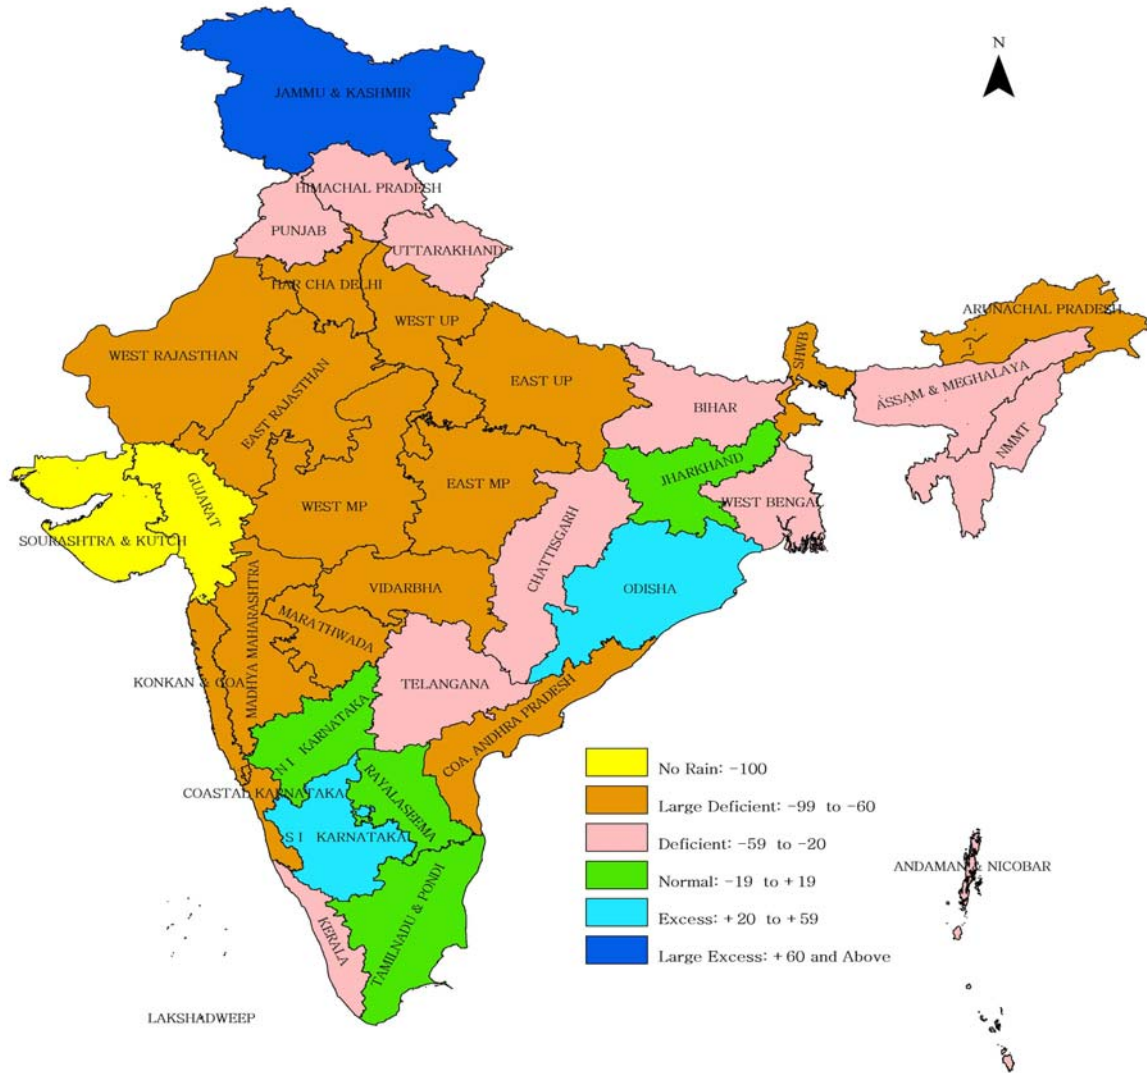 N
JAMMU & KASHMIR
HIMACHAL PRADESH
PUNJAB
UTTARAKHAND
HAR CHA DELHI
WEST UP
WEST RAJASTHAN
EAST RAJASTHAN
EAST UP
SHWB
ARUNACHAL PRADESH
ASSAM & MEGHALAYA
NMMT
BIHAR
JHARKHAND
WEST BENGAL
GUJARAT
SOURASHTRA & KUTCH
WEST MP
EAST MP
CHATTISGARH
ODISHA
VIDARBHA
MARATHWADA
MADHYA MAHARASHTRA
KONKAN & GOA
TELANGANA
COA. ANDHRA PRADESH
N I KARNATAKA
COASTAL KARNATAKA
RAYALASEEMA
S I KARNATAKA
KERALA
TAMILNADU & PONDI
LAKSHADWEEP
ANDAMAN & NICOBAR
No Rain: -100
Large Deficient: -99 to -60
Deficient: -59 to -20
Normal: -19 to +19
Excess: +20 to +59
Large Excess: +60 and Above